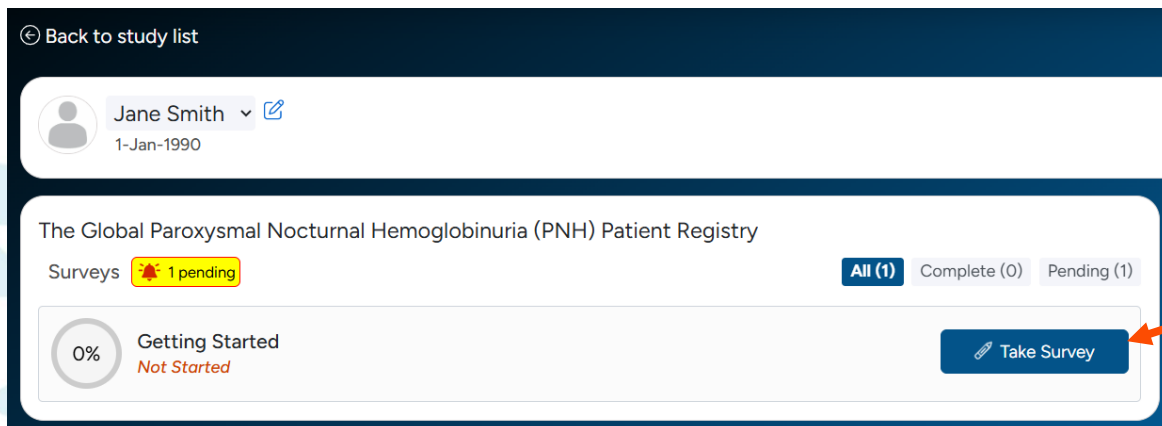 Back to study list
Jane Smith
1-Jan-1990
The Global Paroxysmal Nocturnal Hemoglobinuria (PNH) Patient Registry
Surveys 1 pending All (1) Complete (0) Pending (1)
0% Getting Started Take Survey
Not Started